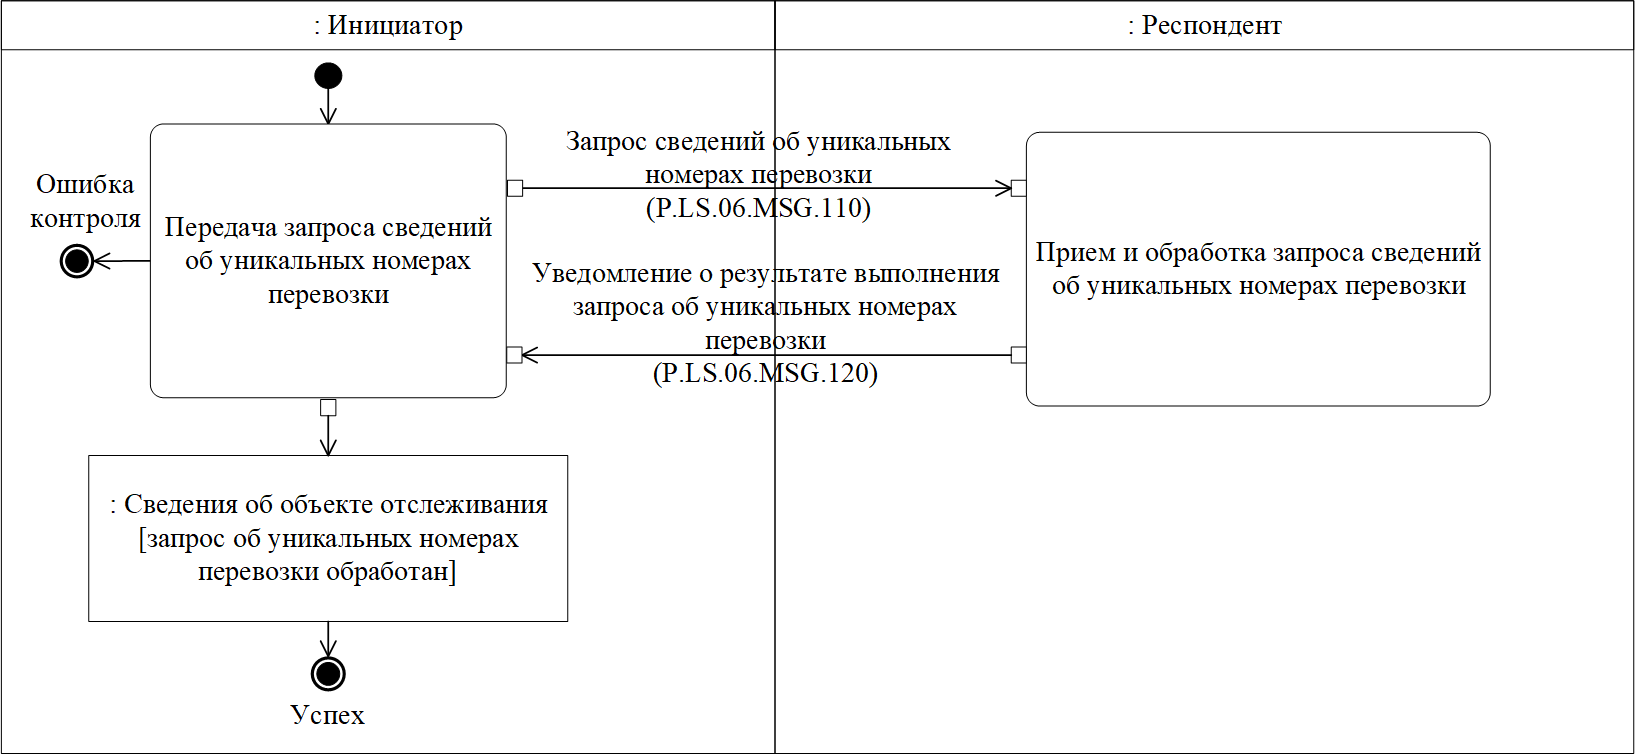 : Инициатор
: Респондент
Ошибка
контроля
Передача запроса сведений
об уникальных номерах
перевозки
Запрос сведений об уникальных
номерах перевозки
(P.LS.06.MSG.110)
Уведомление о результате выполнения
запроса об уникальных номерах
перевозки
(P.LS.06.MSG.120)
Прием и обработка запроса сведений
об уникальных номерах перевозки
: Сведения об объекте отслеживания
[запрос об уникальных номерах
перевозки обработан]
Успех